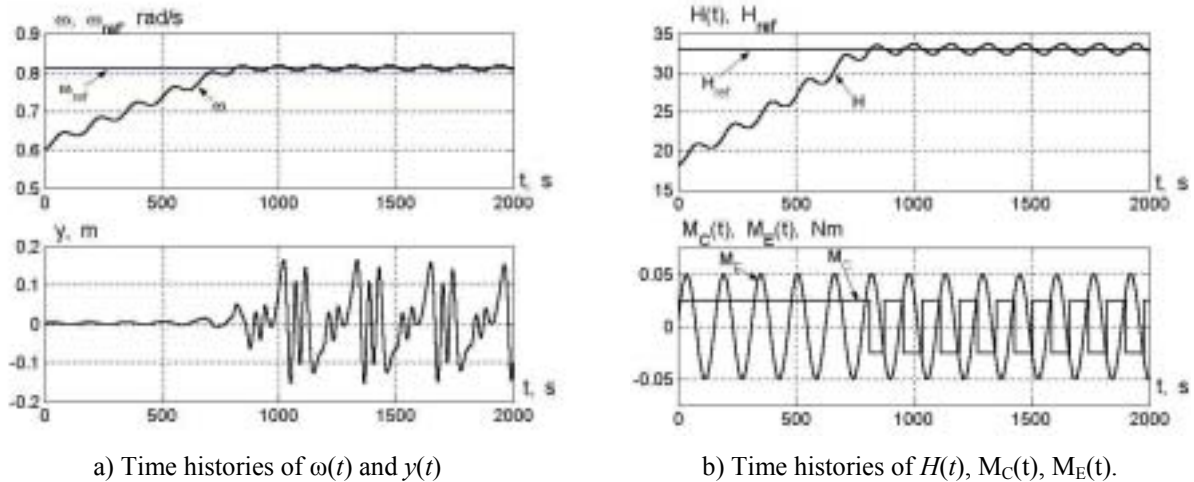 ω, ω_ref, rad/s
0.9
0.8
0.7
0.6
0.5
ω_ref
ω
t, s
0 500 1000 1500 2000
y, m
0.2
0.1
0
-0.1
-0.2
t, s
0 500 1000 1500 2000
a) Time histories of ω(t) and y(t)
H(t), H_ref
35
30
25
20
15
H_ref
H
t, s
0 500 1000 1500 2000
M_C(t), M_E(t), Nm
0.05
0
-0.05
M_E
M_C
t, s
0 500 1000 1500 2000
b) Time histories of H(t), M_C(t), M_E(t).